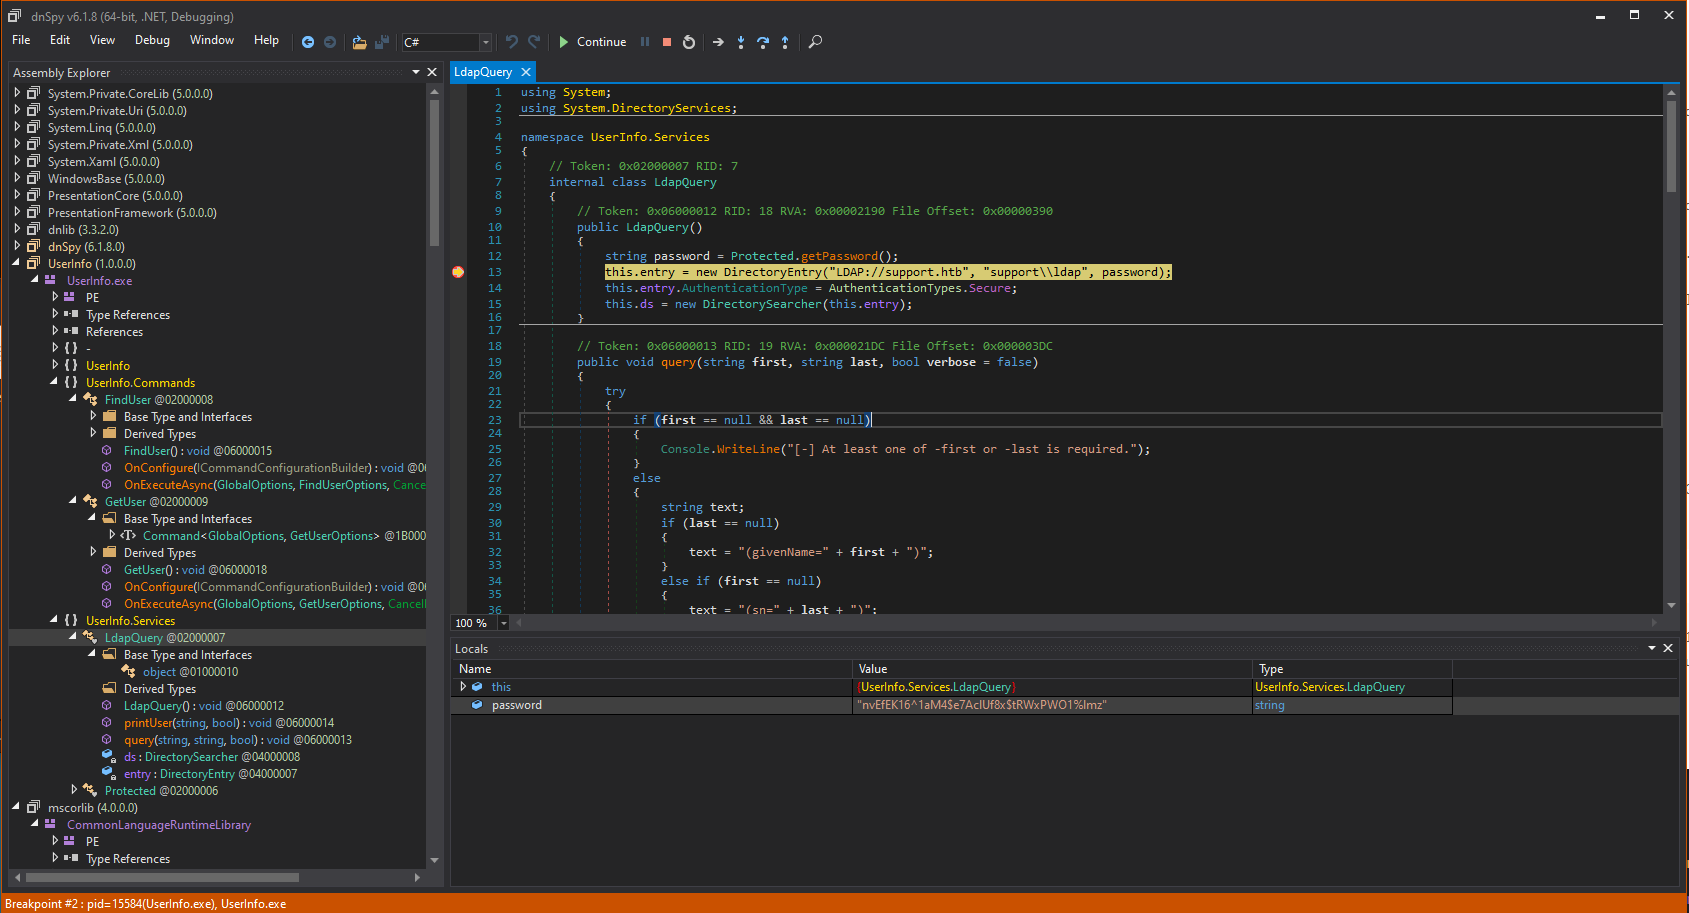 dnSpy v6.1.8 (64-bit, .NET, Debugging)
File Edit View Debug Window Help C# Continue
Assembly Explorer
System.Private.CoreLib (5.0.0.0)
System.Private.Uri (5.0.0.0)
System.Linq (5.0.0.0)
System.Private.Xml (5.0.0.0)
System.Xaml (5.0.0.0)
WindowsBase (5.0.0.0)
PresentationCore (5.0.0.0)
PresentationFramework (5.0.0.0)
dnlib (3.3.2.0)
dnSpy (6.1.8.0)
UserInfo (1.0.0.0)
UserInfo.exe
PE
Type References
References
{ } -
{ } UserInfo
{ } UserInfo.Commands
FindUser @02000008
Base Type and Interfaces
Derived Types
FindUser() : void @06000015
OnConfigure(ICommandConfigurationBuilder) : void @0
OnExecuteAsync(GlobalOptions, FindUserOptions, Cance
GetUser @02000009
Base Type and Interfaces
Command<GlobalOptions, GetUserOptions> @1B000
Derived Types
GetUser() : void @06000018
OnConfigure(ICommandConfigurationBuilder) : void @0
OnExecuteAsync(GlobalOptions, GetUserOptions, Cancel
{ } UserInfo.Services
LdapQuery @02000007
Base Type and Interfaces
object @01000010
Derived Types
LdapQuery() : void @06000012
printUser(string, bool) : void @06000014
query(string, string, bool) : void @06000013
ds : DirectorySearcher @04000008
entry : DirectoryEntry @04000007
Protected @02000006
mscorlib (4.0.0.0)
CommonLanguageRuntimeLibrary
PE
Type References
LdapQuery
1 using System;
2 using System.DirectoryServices;
3
4 namespace UserInfo.Services
5 {
6 // Token: 0x02000007 RID: 7
7 internal class LdapQuery
8 {
9 // Token: 0x06000012 RID: 18 RVA: 0x00002190 File Offset: 0x00000390
10 public LdapQuery()
11 {
12 string password = Protected.getPassword();
13 this.entry = new DirectoryEntry("LDAP://support.htb", "support\\ldap", password);
14 this.entry.AuthenticationType = AuthenticationTypes.Secure;
15 this.ds = new DirectorySearcher(this.entry);
16 }
17
18 // Token: 0x06000013 RID: 19 RVA: 0x000021DC File Offset: 0x000003DC
19 public void query(string first, string last, bool verbose = false)
20 {
21 try
22 {
23 if (first == null && last == null)
24 {
25 Console.WriteLine("[-] At least one of -first or -last is required.");
26 }
27 else
28 {
29 string text;
30 if (last == null)
31 {
32 text = "(givenName=" + first + ")";
33 }
34 else if (first == null)
35 {
36 text = "(sn=" + last + ")";
100 %
Locals
Name Value Type
this {UserInfo.Services.LdapQuery} UserInfo.Services.LdapQuery
password "nvEfEK16^1aM4$e7AclUf8x$tRWxPWO1%lmz" string
Breakpoint #2 : pid=15584(UserInfo.exe), UserInfo.exe